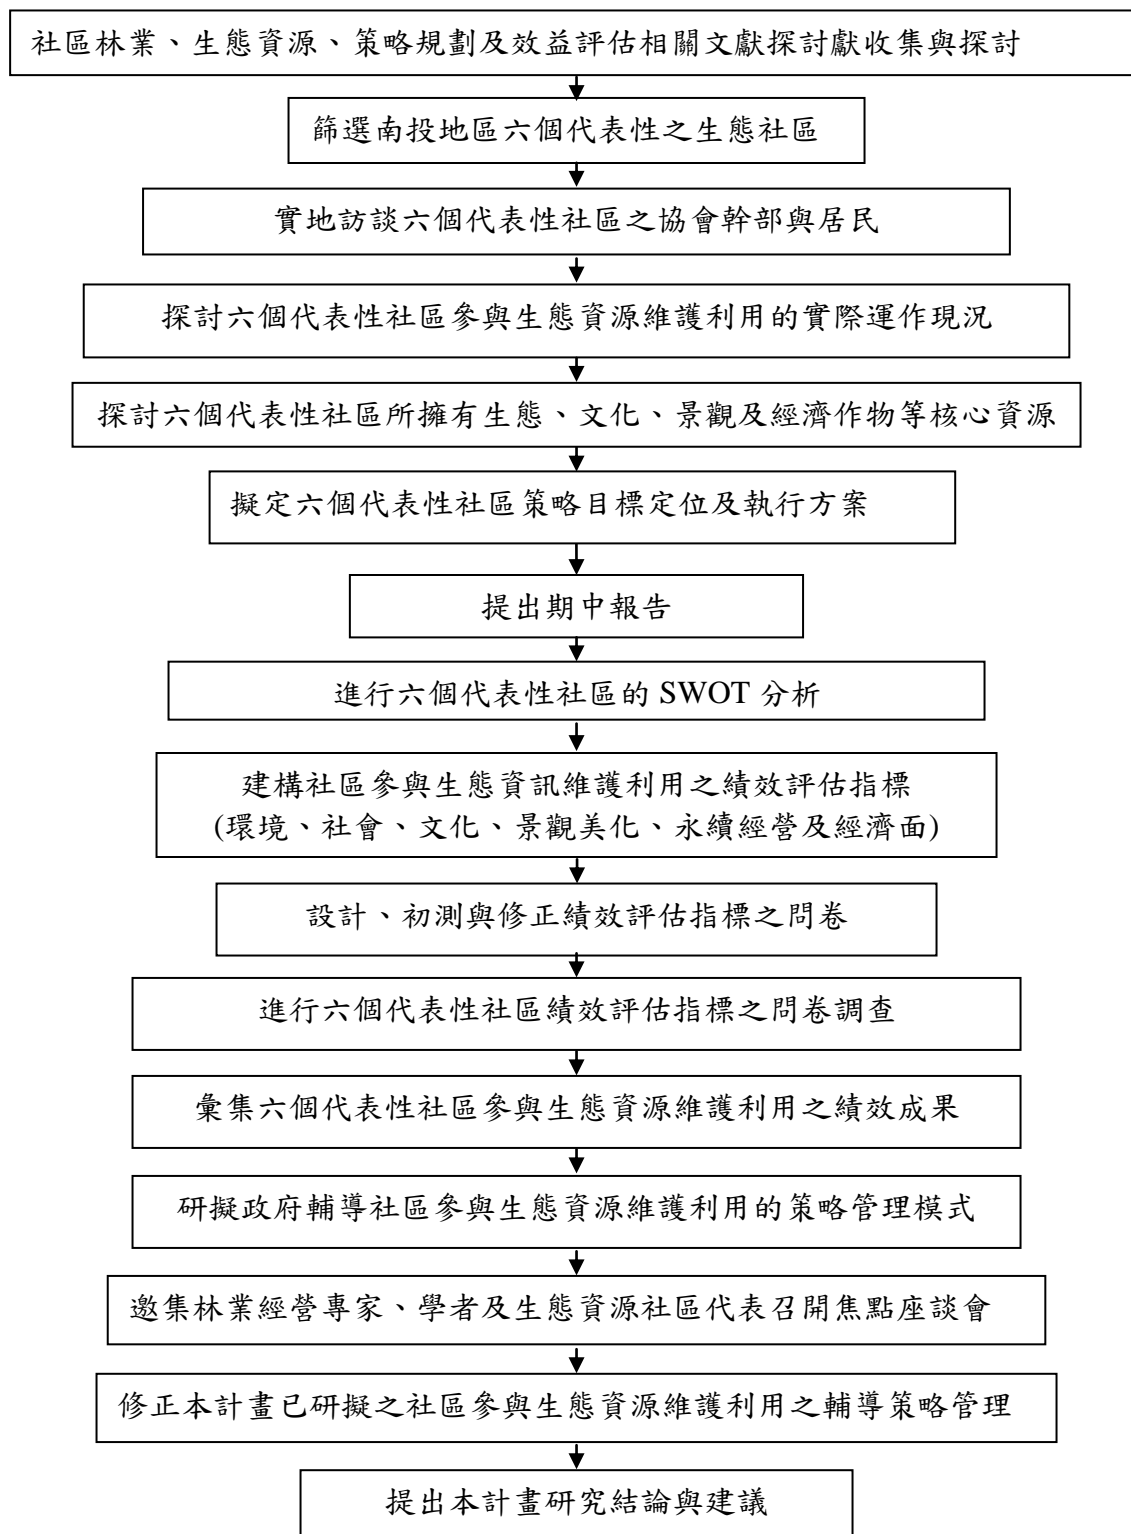 社區林業、生態資源、策略規劃及效益評估相關文獻探討獻收集與探討
篩選南投地區六個代表性之生態社區
實地訪談六個代表性社區之協會幹部與居民
探討六個代表性社區參與生態資源維護利用的實際運作現況
探討六個代表性社區所擁有生態、文化、景觀及經濟作物等核心資源
擬定六個代表性社區策略目標定位及執行方案
提出期中報告
進行六個代表性社區的 SWOT 分析
建構社區參與生態資訊維護利用之績效評估指標
(環境、社會、文化、景觀美化、永續經營及經濟面)
設計、初測與修正績效評估指標之問卷
進行六個代表性社區績效評估指標之問卷調查
彙集六個代表性社區參與生態資源維護利用之績效成果
研擬政府輔導社區參與生態資源維護利用的策略管理模式
邀集林業經營專家、學者及生態資源社區代表召開焦點座談會
修正本計畫已研擬之社區參與生態資源維護利用之輔導策略管理
提出本計畫研究結論與建議